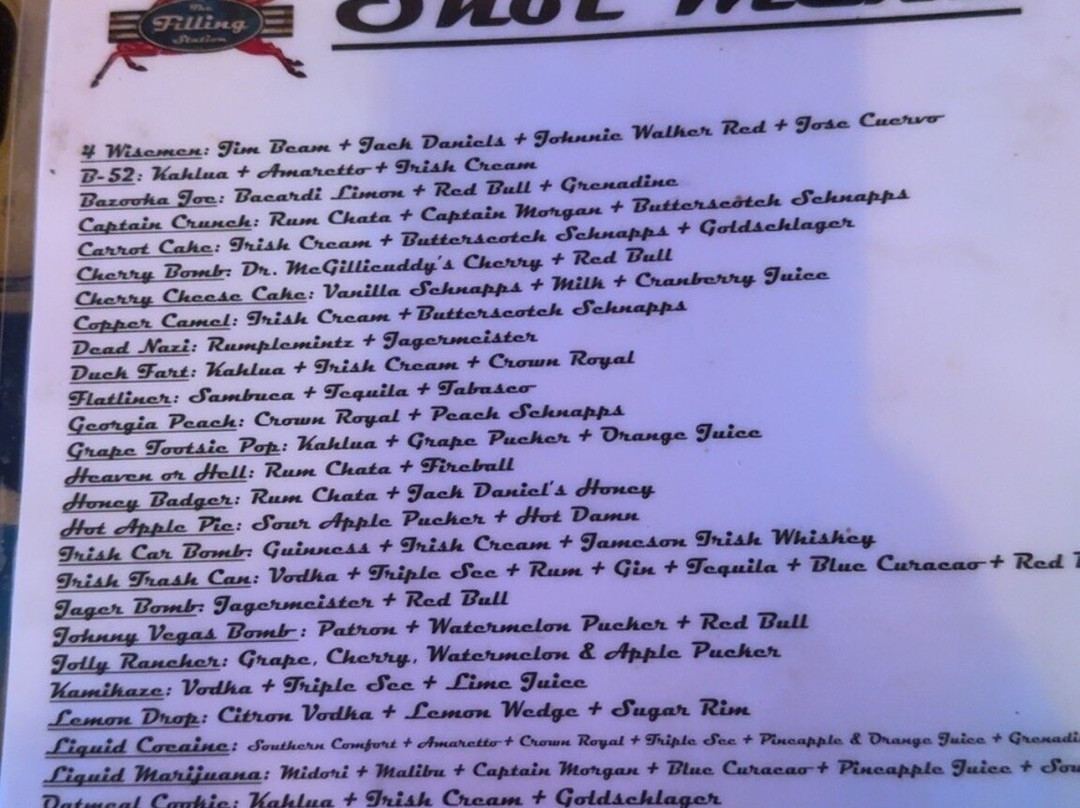 The
Filling
Station
Shot Menu
4 Wisemen: Jim Beam + Jack Daniels + Johnnie Walker Red + Jose Cuervo
B-52: Kahlua + Amaretto + Irish Cream
Bazooka Joe: Bacardi Limon + Red Bull + Grenadine
Captain Crunch: Rum Chata + Captain Morgan + Butterscotch Schnapps
Carrot Cake: Irish Cream + Butterscotch Schnapps + Goldschlager
Cherry Bomb: Dr. McGillicuddy's Cherry + Red Bull
Cherry Cheese Cake: Vanilla Schnapps + Milk + Cranberry Juice
Copper Camel: Irish Cream + Butterscotch Schnapps
Dead Nazi: Rumplemintz + Jagermeister
Duck Fart: Kahlua + Irish Cream + Crown Royal
Flatliner: Sambuca + Tequila + Tabasco
Georgia Peach: Crown Royal + Peach Schnapps
Grape Tootsie Pop: Kahlua + Grape Pucker + Orange Juice
Heaven or Hell: Rum Chata + Fireball
Honey Badger: Rum Chata + Jack Daniel's Honey
Hot Apple Pie: Sour Apple Pucker + Hot Damn
Irish Car Bomb: Guinness + Irish Cream + Jameson Irish Whiskey
Irish Trash Can: Vodka + Triple Sec + Rum + Gin + Tequila + Blue Curacao + Red
Jager Bomb: Jagermeister + Red Bull
Johnny Vegas Bomb : Patron + Watermelon Pucker + Red Bull
Jolly Rancher: Grape, Cherry, Watermelon & Apple Pucker
Kamikaze: Vodka + Triple Sec + Lime Juice
Lemon Drop: Citron Vodka + Lemon Wedge + Sugar Rim
Liquid Cocaine: Southern Comfort + Amaretto + Crown Royal + Triple Sec + Pineapple & Orange Juice + Grenadi
Liquid Marijuana: Midori + Malibu + Captain Morgan + Blue Curacao + Pineapple Juice + Sou
Oatmeal Cookie: Kahlua + Irish Cream + Goldschlager